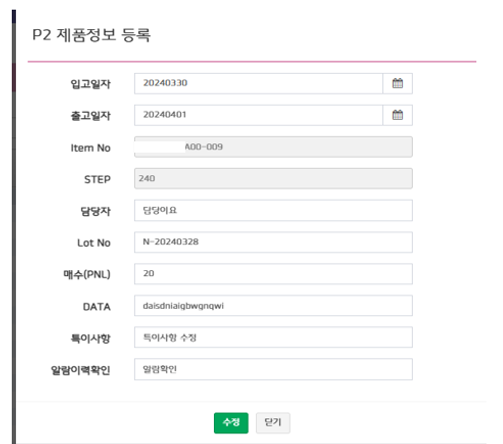 P2 제품정보 등록
입고일자 20240330
출고일자 20240401
Item No A00-009
STEP 240
담당자 담당이요
Lot No N-20240328
매수(PNL) 20
DATA daisdniaigbwgnqwi
특이사항 특이사항 수정
알람이력확인 알람확인
수정 닫기